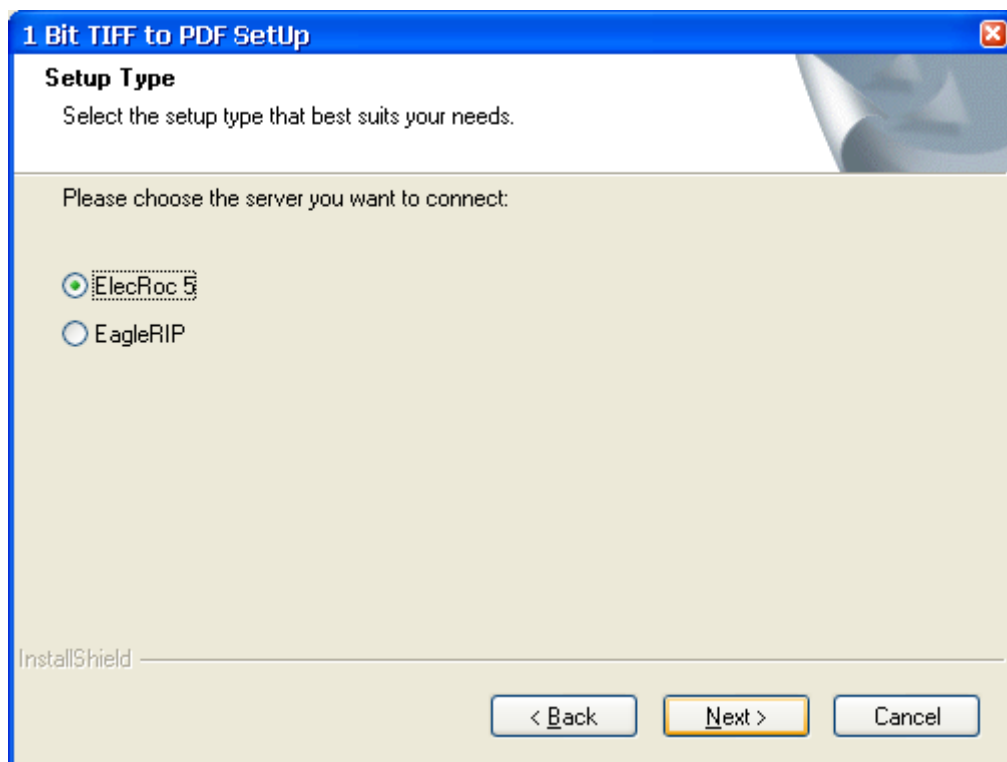 1 Bit TIFF to PDF SetUp
Setup Type
Select the setup type that best suits your needs.
Please choose the server you want to connect:
ElecRoc 5
EagleRIP
InstallShield
< Back Next > Cancel